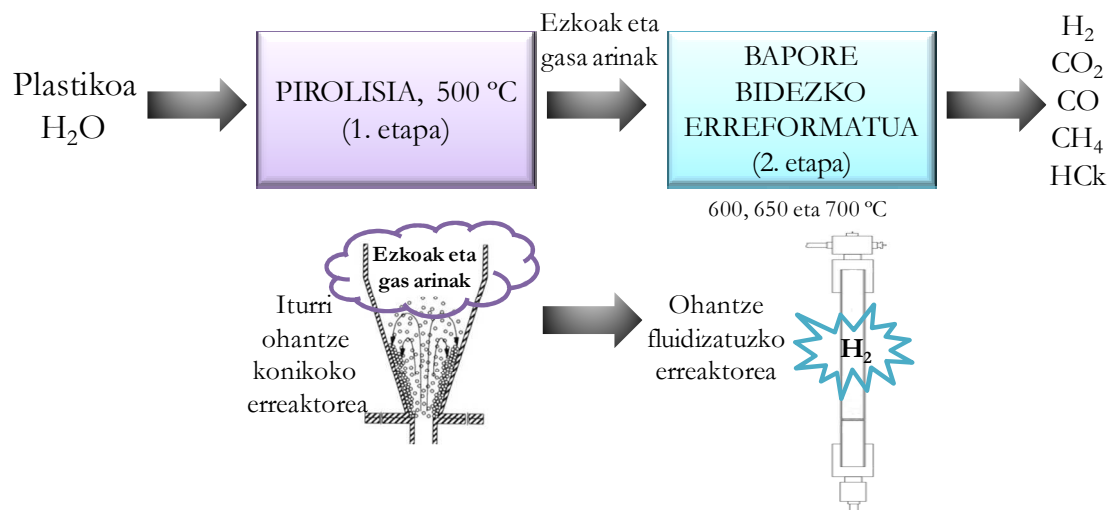 Plastikoa
H₂O
PIROLISIA, 500 ºC
(1. etapa)
Ezkoak eta
gasa arinak
BAPORE
BIDEZKO
ERREFORMATUA
(2. etapa)
600, 650 eta 700 ºC
H₂
CO₂
CO
CH₄
HCk
Ezkoak eta
gas arinak
Iturri
ohantze
konikoko
erreaktorea
Ohantze
fluidizatuzko
erreaktorea
H₂